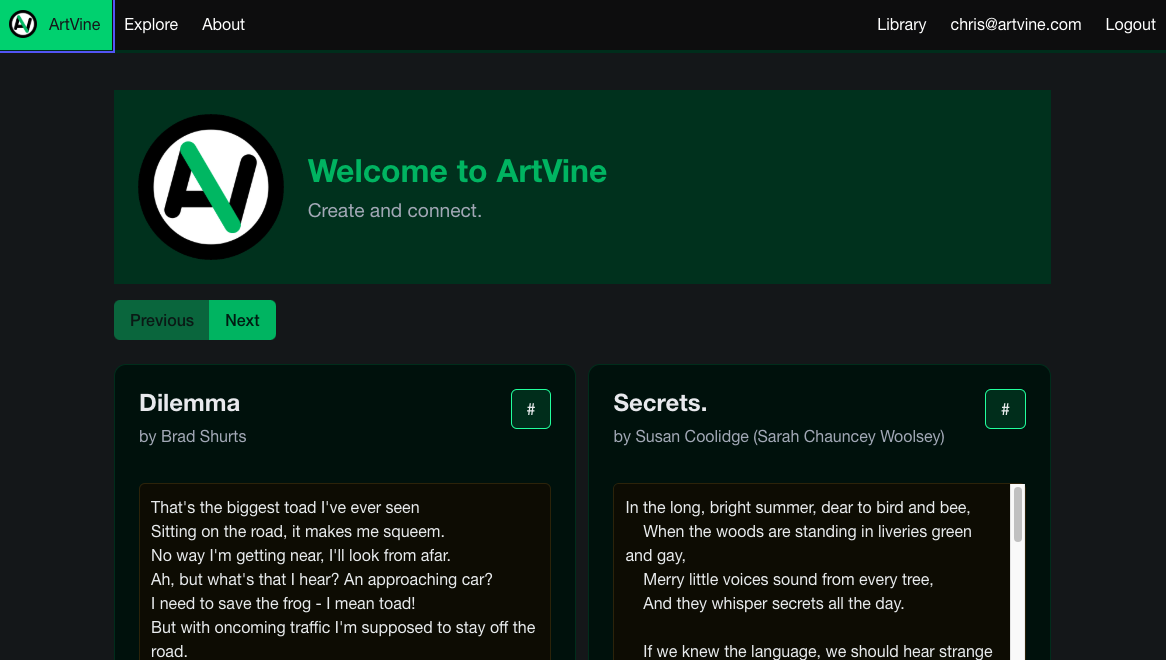 ArtVine Explore About Library chris@artvine.com Logout
Welcome to ArtVine
Create and connect.
Previous Next
Dilemma #
by Brad Shurts
That's the biggest toad I've ever seen
Sitting on the road, it makes me squeem.
No way I'm getting near, I'll look from afar.
Ah, but what's that I hear? An approaching car?
I need to save the frog - I mean toad!
But with oncoming traffic I'm supposed to stay off the
road.
Secrets. #
by Susan Coolidge (Sarah Chauncey Woolsey)
In the long, bright summer, dear to bird and bee,
When the woods are standing in liveries green
and gay,
Merry little voices sound from every tree,
And they whisper secrets all the day.
If we knew the language, we should hear strange